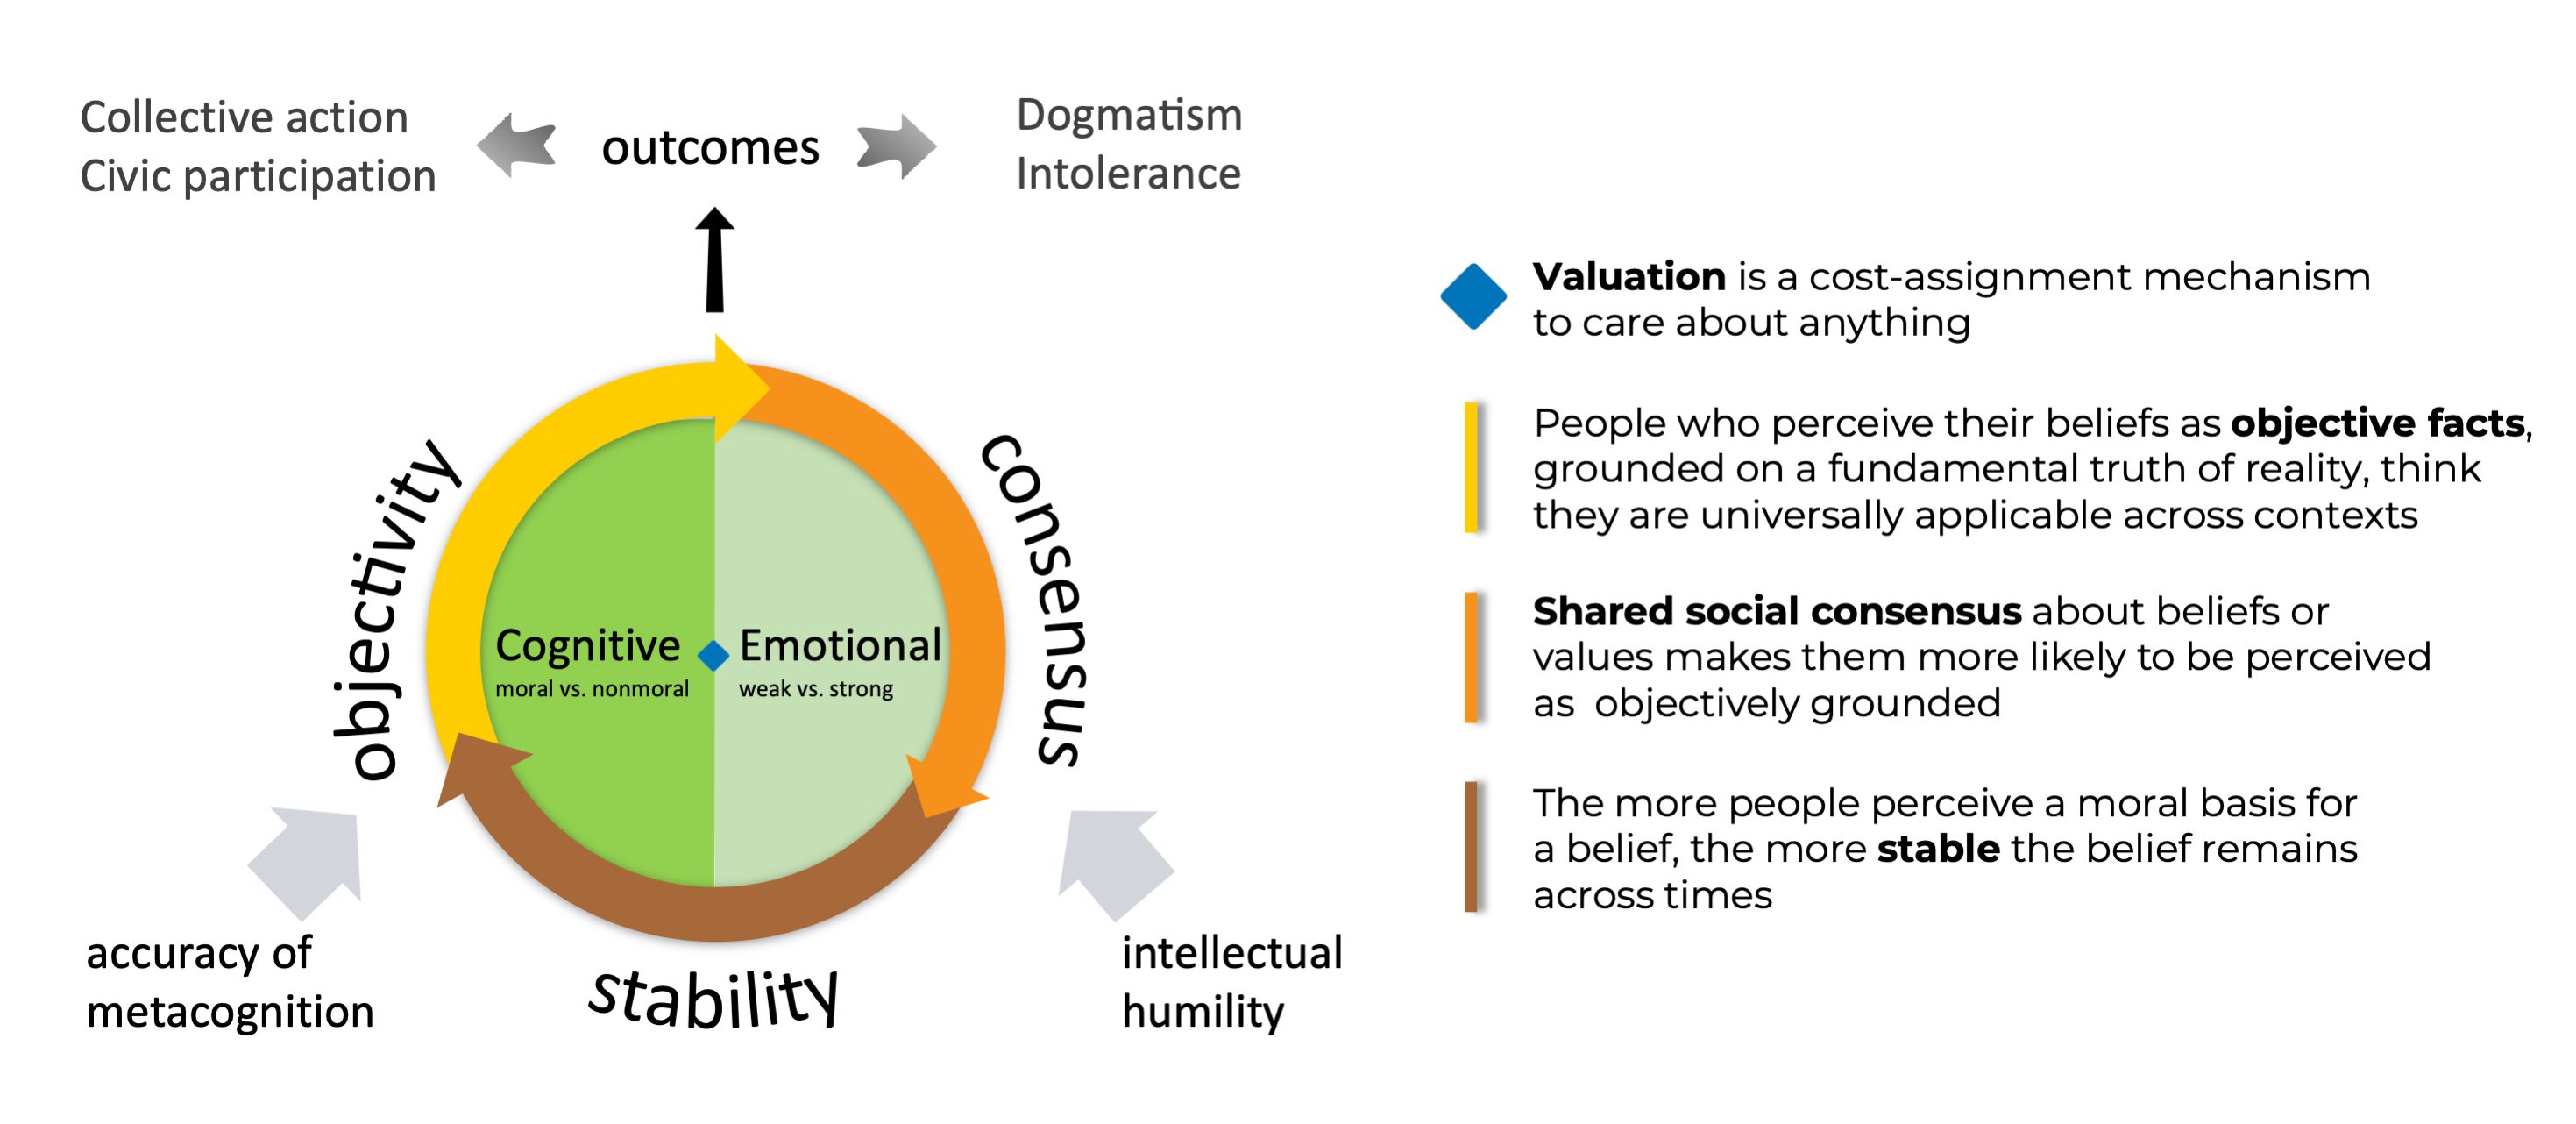 Collective action
Civic participation
outcomes
Dogmatism
Intolerance
objectivity
consensus
stability
Cognitive
moral vs. nonmoral
Emotional
weak vs. strong
accuracy of
metacognition
intellectual
humility
Valuation is a cost-assignment mechanism
to care about anything
People who perceive their beliefs as objective facts,
grounded on a fundamental truth of reality, think
they are universally applicable across contexts
Shared social consensus about beliefs or
values makes them more likely to be perceived
as objectively grounded
The more people perceive a moral basis for
a belief, the more stable the belief remains
across times